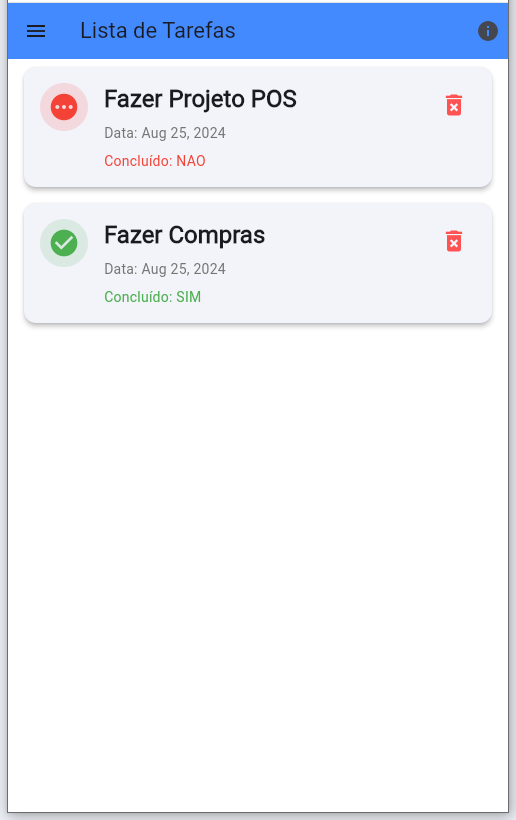 Lista de Tarefas
Fazer Projeto POS
Data: Aug 25, 2024
Concluído: NAO
Fazer Compras
Data: Aug 25, 2024
Concluído: SIM